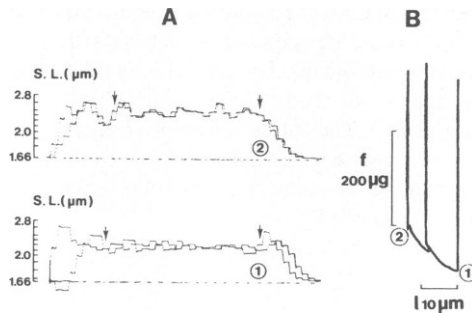 A
B
S. L. (µm)
2.8
2.0
1.66
②
S. L. (µm)
2.8
2.0
1.66
①
f
200µg
②
①
l 10µm